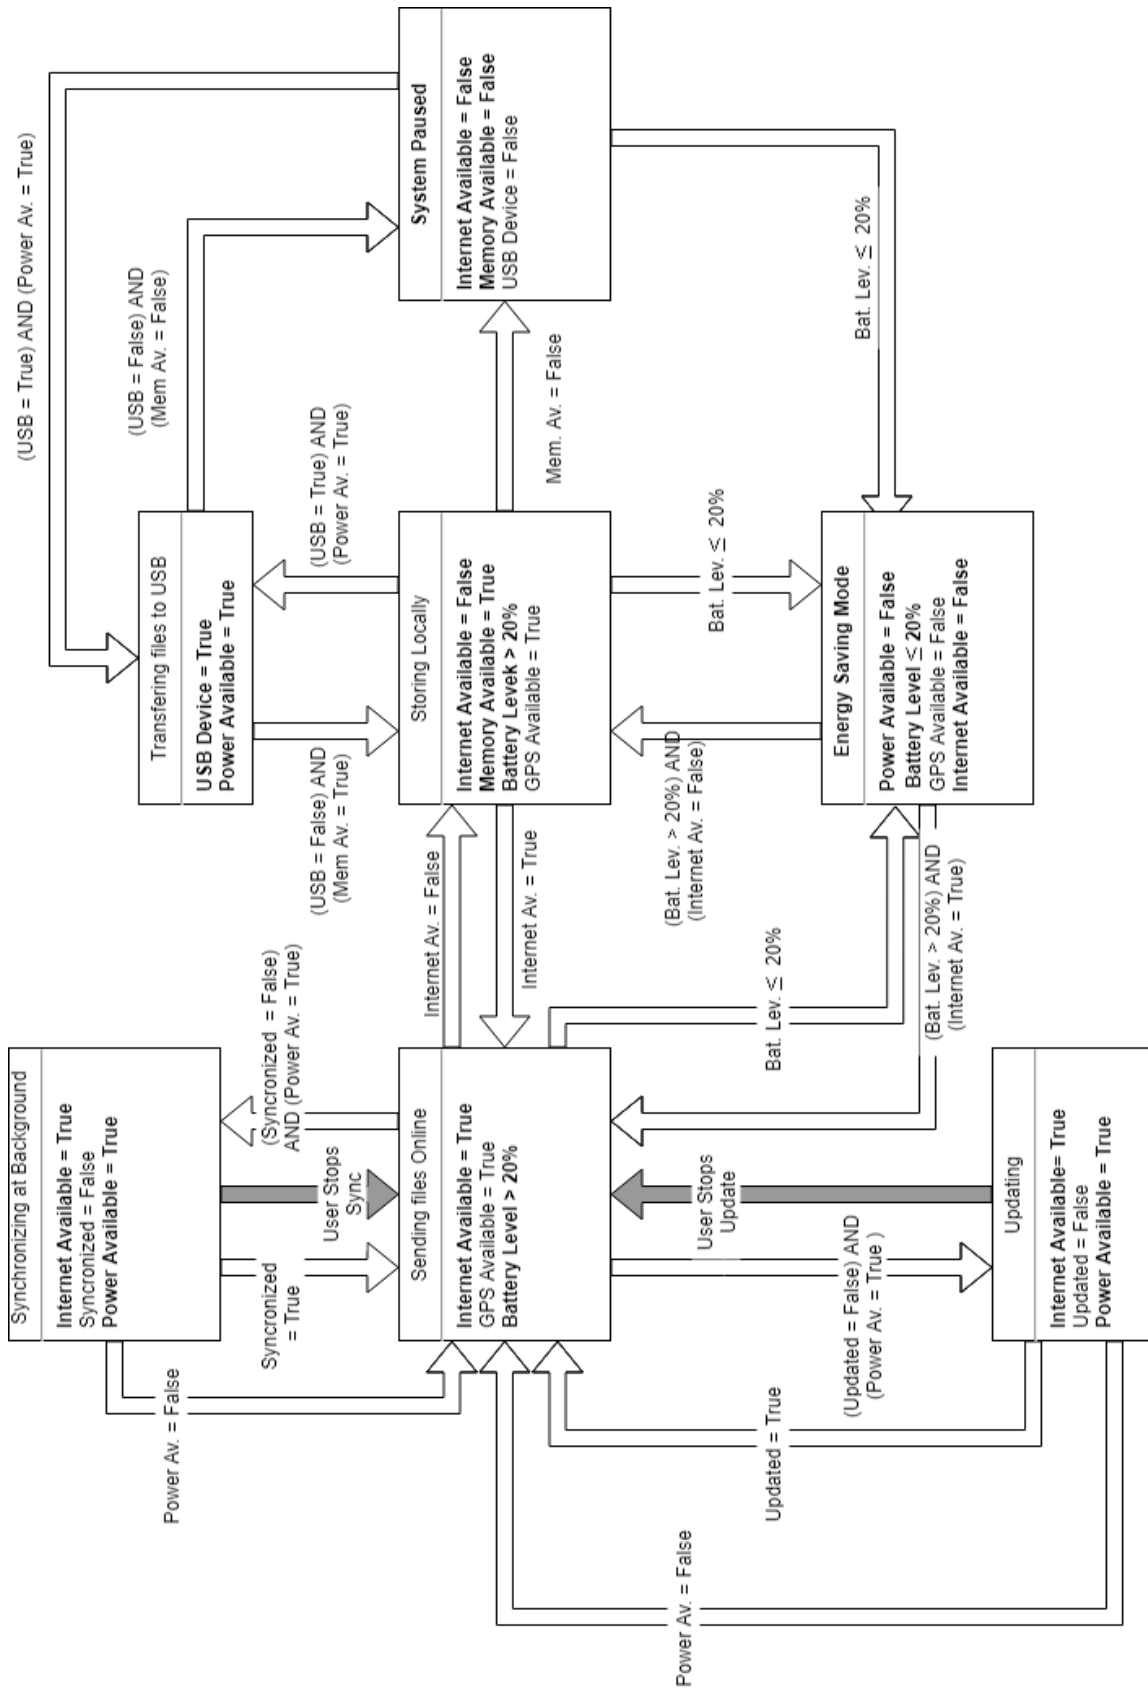 Synchronizing at Background
Internet Available = True
Syncronized = False
Power Available = True
Power Av. = False
Syncronized
= True
User Stops
Sync
(Syncronized = False)
AND (Power Av. = True)
Sending files Online
Internet Available = True
GPS Available = True
Battery Level > 20%
Internet Av. = False
Internet Av. = True
Transfering files to USB
USB Device = True
Power Available = True
(USB = False) AND
(Mem Av. = True)
(USB = True) AND
(Power Av. = True)
(USB = False) AND
(Mem Av. = False)
(USB = True) AND (Power Av. = True)
Storing Locally
Internet Available = False
Memory Available = True
Battery Levek > 20%
GPS Available = True
Mem. Av. = False
System Paused
Internet Available = False
Memory Available = False
USB Device = False
Power Av. = False
Updated = True
(Updated = False) AND
(Power Av. = True )
User Stops
Update
Bat. Lev. ≤ 20%
(Bat. Lev. > 20%) AND
(Internet Av. = False)
Bat. Lev. ≤ 20%
Bat. Lev. ≤ 20%
(Bat. Lev. > 20%) AND
(Internet Av. = True)
Energy Saving Mode
Power Available = False
Battery Level ≤ 20%
GPS Available = False
Internet Available = False
Updating
Internet Available= True
Updated = False
Power Available = True